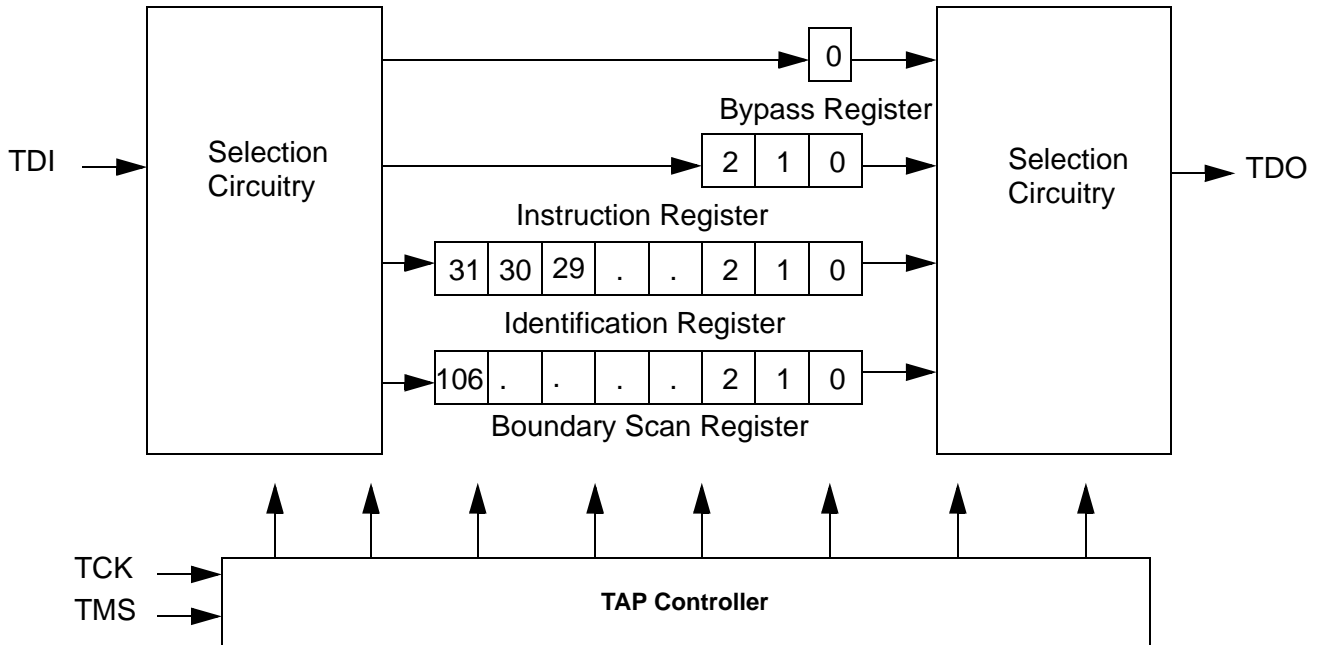 0
Bypass Register
TDI
Selection
Circuitry
2 1 0
Selection
Circuitry
TDO
Instruction Register
31 30 29 . . 2 1 0
Identification Register
106 . . . . 2 1 0
Boundary Scan Register
TCK
TMS
TAP Controller